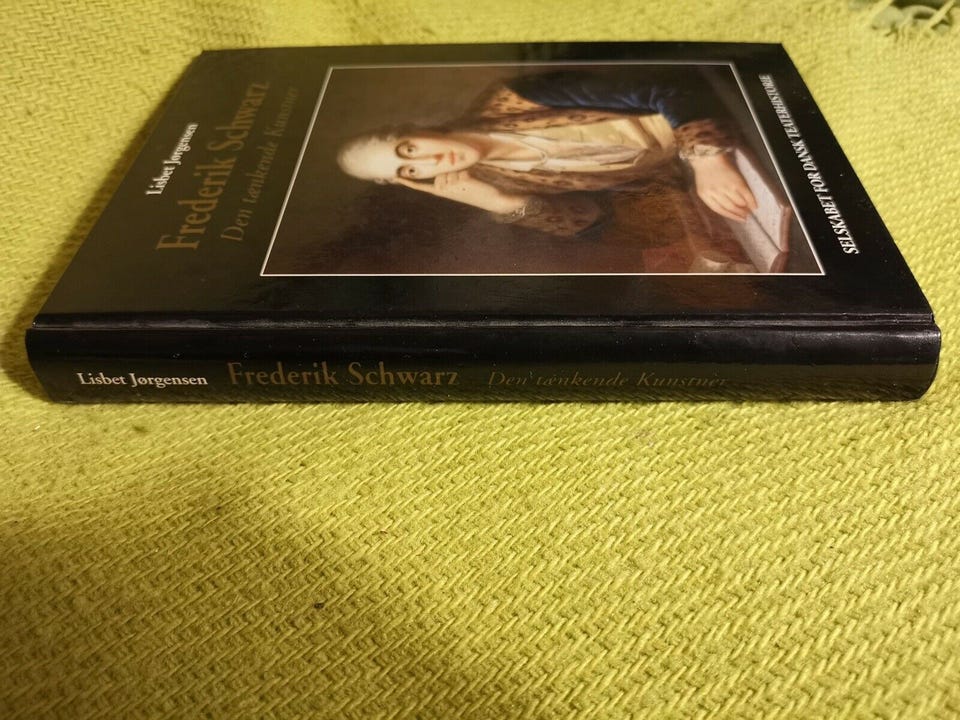 Lisbet Jørgensen
Frederik Schwarz
Den tænkende Kunstner
SELSKABET FOR DANSK TEATERHISTORIE
Lisbet Jørgensen Frederik Schwarz Den tænkende Kunstner